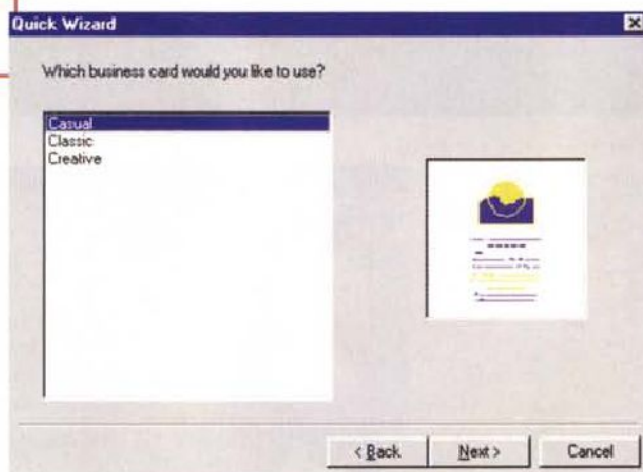 Quick Wizard
Which business card would you like to use?
Casual
Classic
Creative
< Back
Next >
Cancel